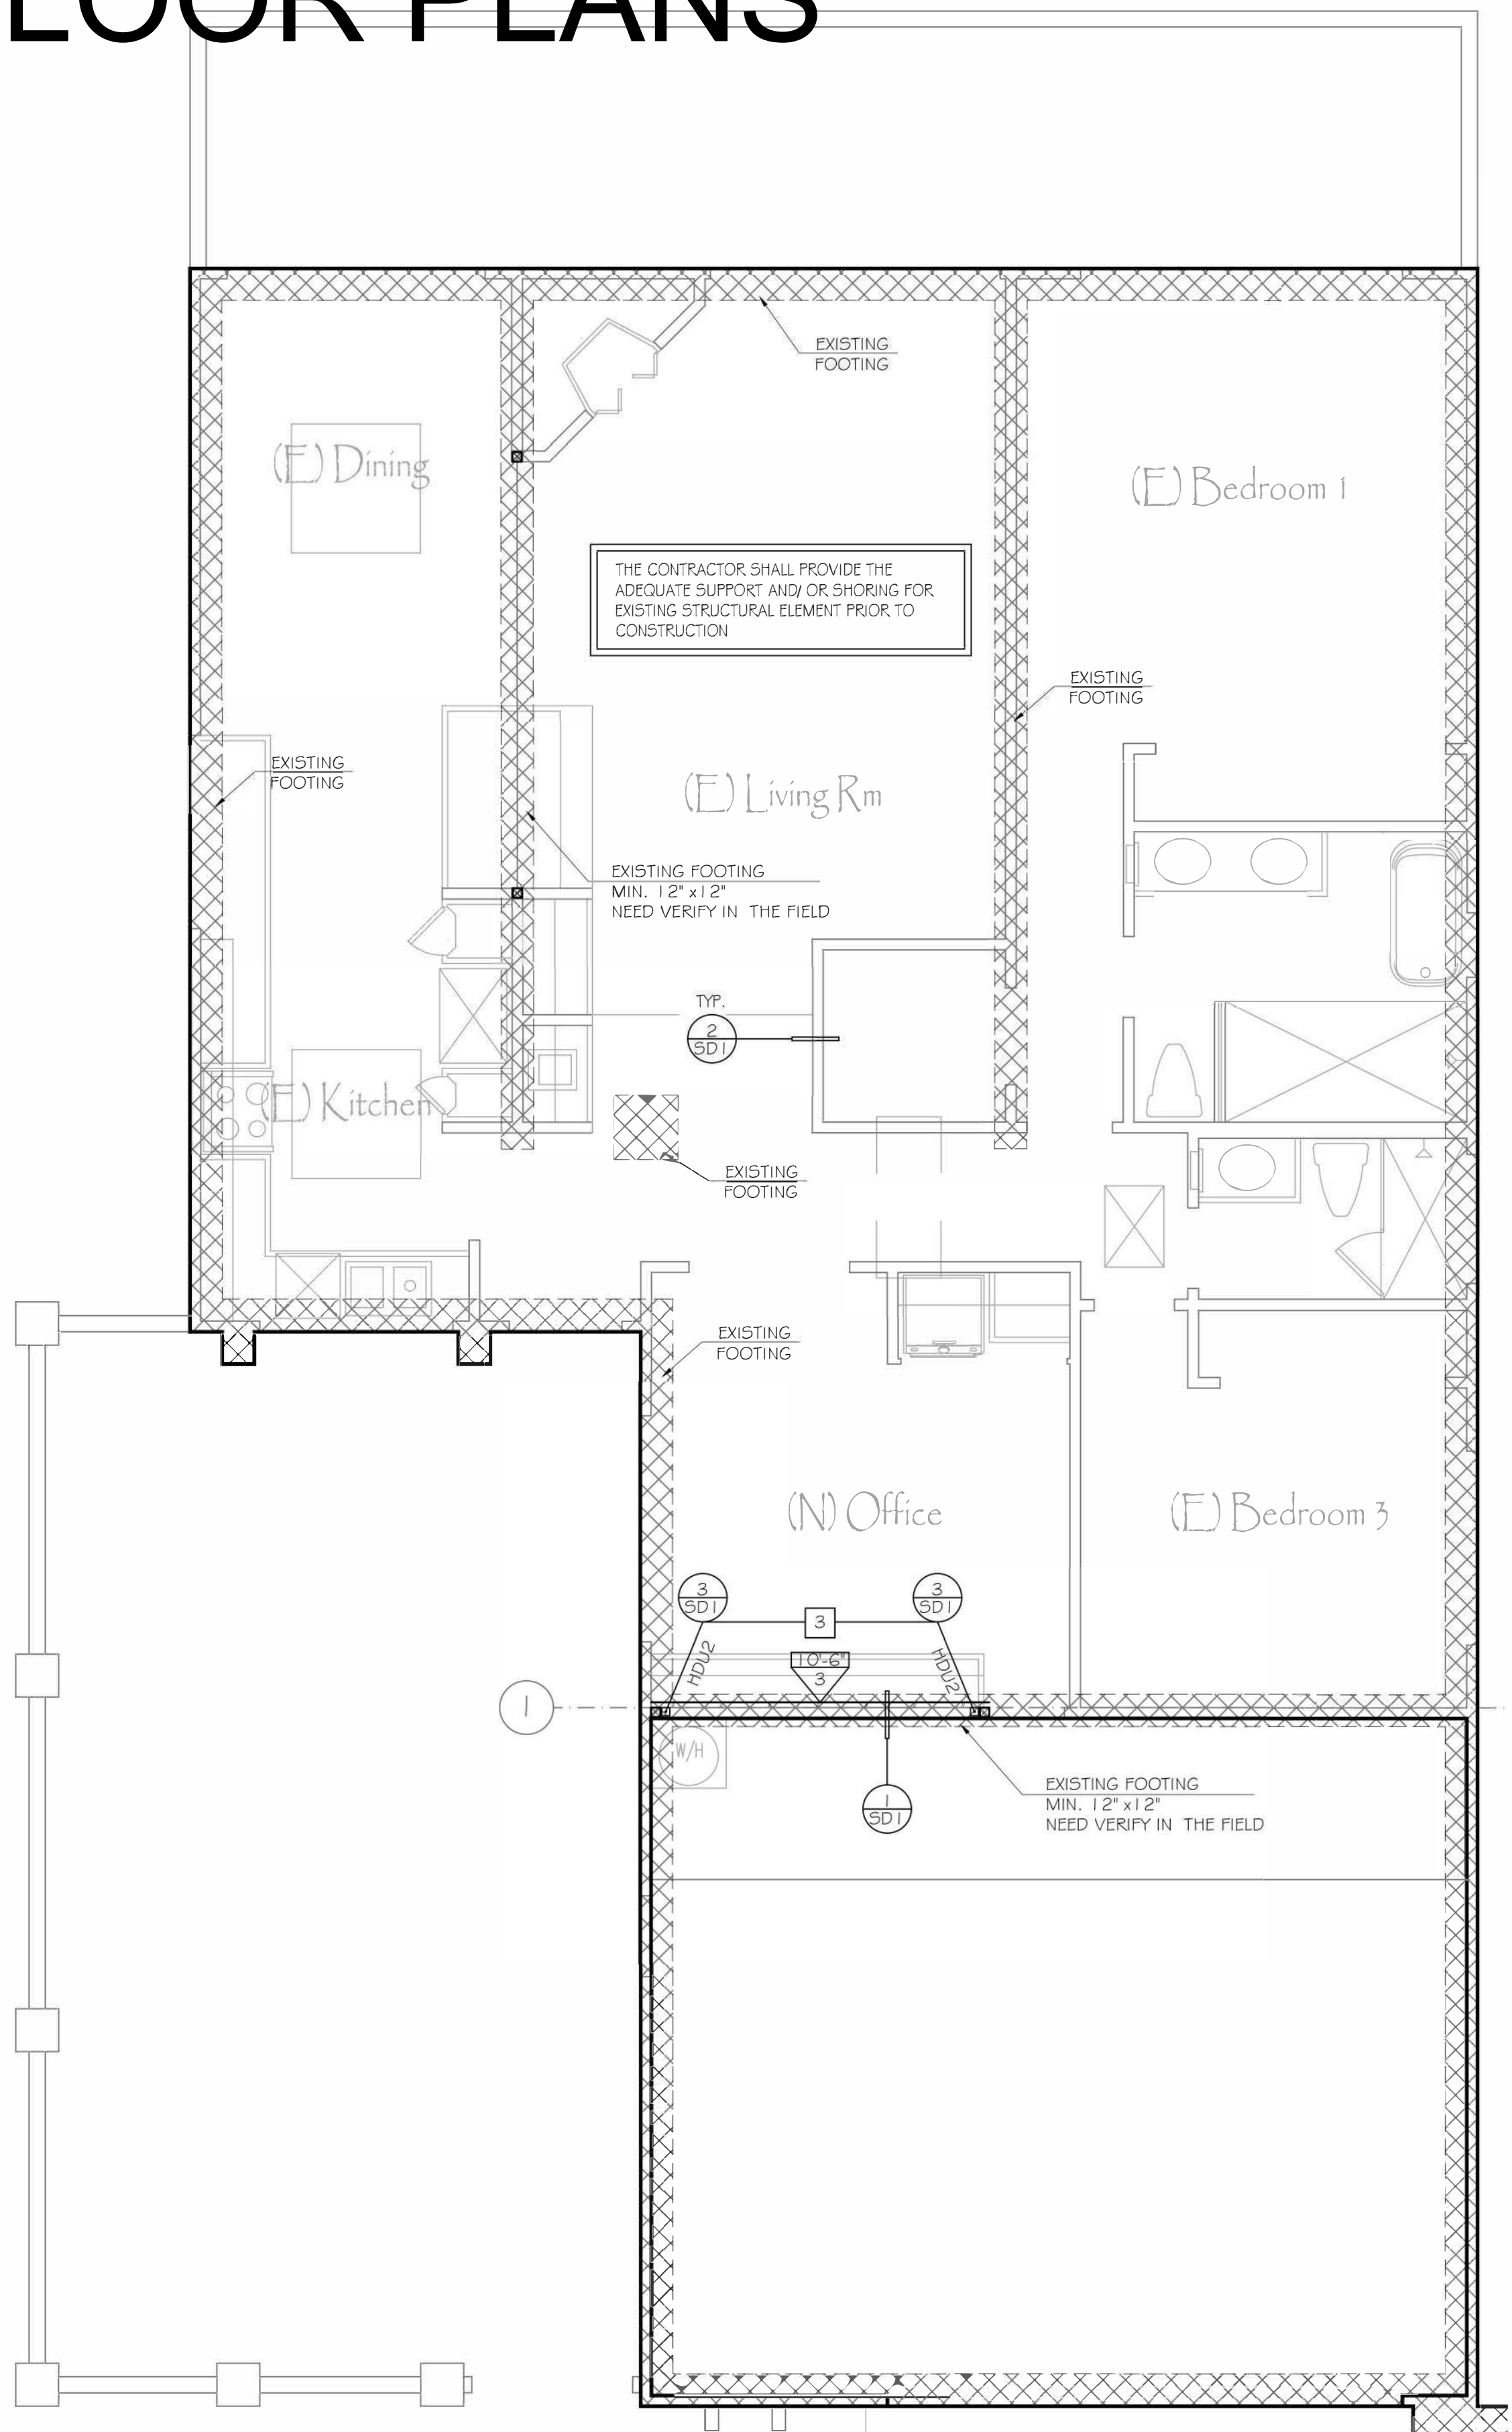 LOOR PLANS
EXISTING
FOOTING
(E) Dining
(E) Bedroom 1
THE CONTRACTOR SHALL PROVIDE THE
ADEQUATE SUPPORT AND/ OR SHORING FOR
EXISTING STRUCTURAL ELEMENT PRIOR TO
CONSTRUCTION
EXISTING
FOOTING
EXISTING
FOOTING
(E) Living Rm
EXISTING FOOTING
MIN. 12" x12"
NEED VERIFY IN THE FIELD
TYP.
2
SD1
(E) Kitchen
EXISTING
FOOTING
EXISTING
FOOTING
(N) Office
(E) Bedroom 3
3
SD1
3
SD1
3
HDU2
HDU2
10'-6"
3
1
W/H
EXISTING FOOTING
MIN. 12" x12"
NEED VERIFY IN THE FIELD
1
SD1